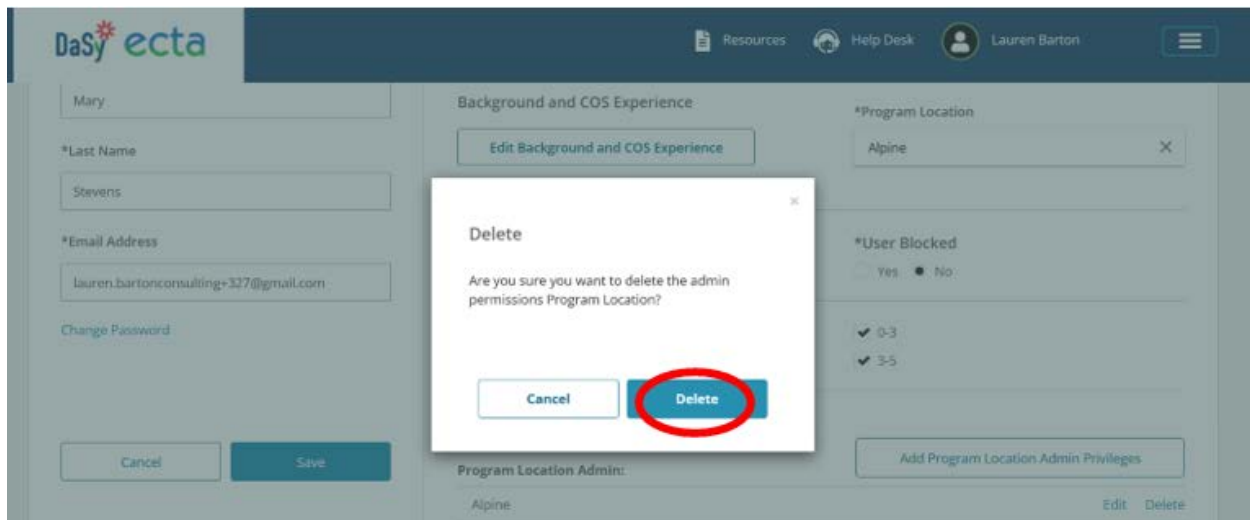 DaSy ecta
Resources
Help Desk
Lauren Barton
Mary
*Last Name
Stevens
*Email Address
lauren.bartonconsulting+327@gmail.com
Change Password
Cancel
Save
Background and COS Experience
Edit Background and COS Experience
*Program Location
Alpine
Delete
Are you sure you want to delete the admin
permissions Program Location?
Cancel
Delete
*User Blocked
Yes No
0-3
3-5
Add Program Location Admin Privileges
Program Location Admin:
Alpine
Edit Delete